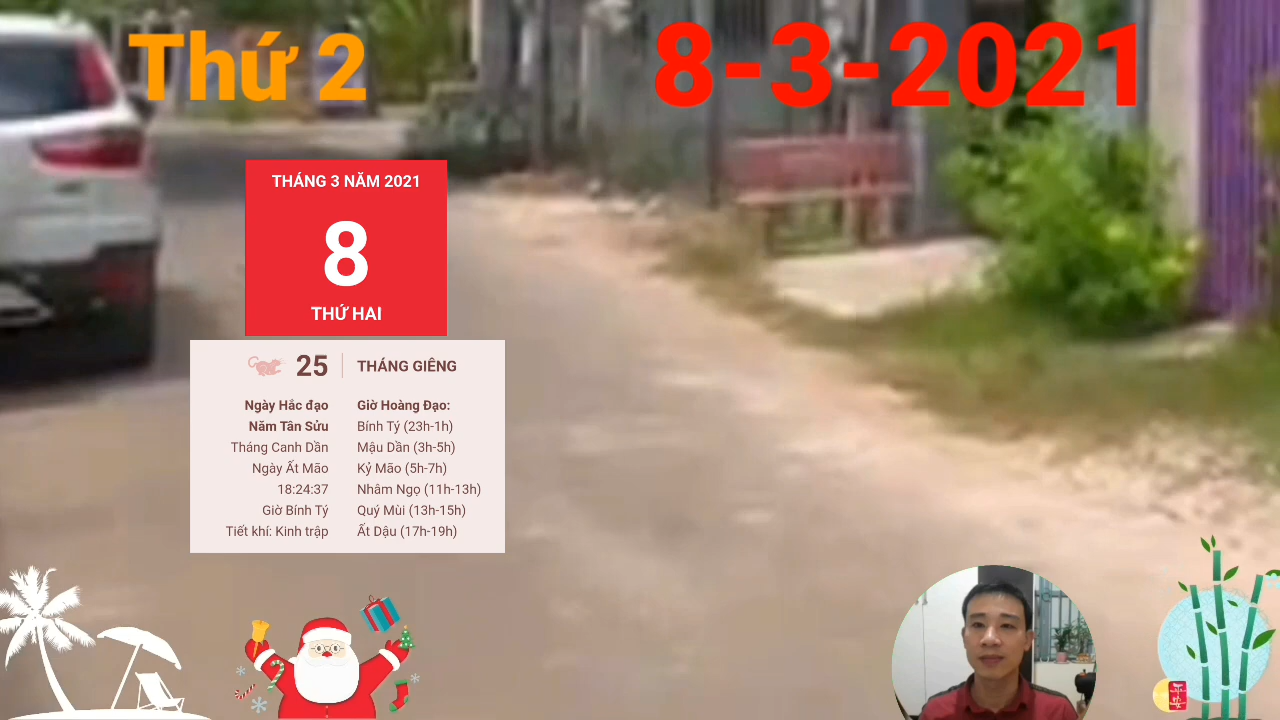 Thứ 2
8-3-2021
THÁNG 3 NĂM 2021
8
THỨ HAI
25
THÁNG GIÊNG
Ngày Hắc đạo
Năm Tân Sửu
Tháng Canh Dần
Ngày Ất Mão
18:24:37
Giờ Bính Tý
Tiết khí: Kinh trập
Giờ Hoàng Đạo:
Bính Tý (23h-1h)
Mậu Dần (3h-5h)
Kỷ Mão (5h-7h)
Nhâm Ngọ (11h-13h)
Quý Mùi (13h-15h)
Ất Dậu (17h-19h)